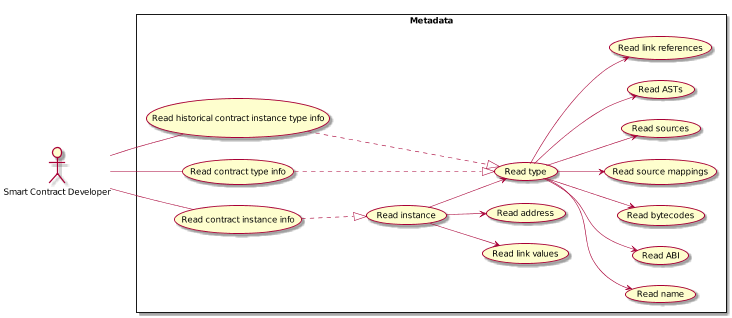 Metadata
Read link references
Read ASTs
Read historical contract instance type info
Read sources
Read contract type info
Read type
Read source mappings
Smart Contract Developer
Read contract instance info
Read instance
Read address
Read bytecodes
Read link values
Read ABI
Read name